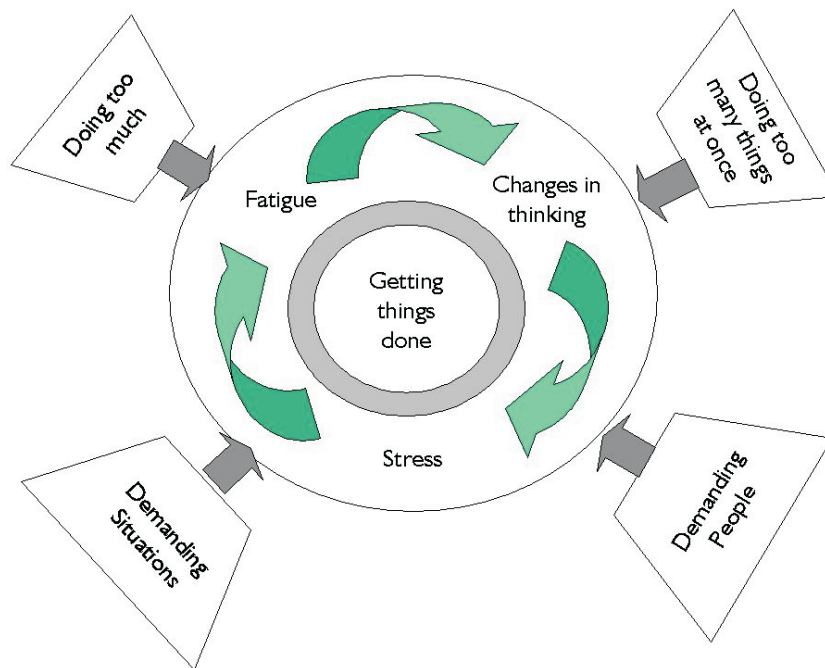 Doing too
much
Doing too
many things
at once
Fatigue
Changes in
thinking
Getting
things
done
Stress
Demanding
Situations
Demanding
People